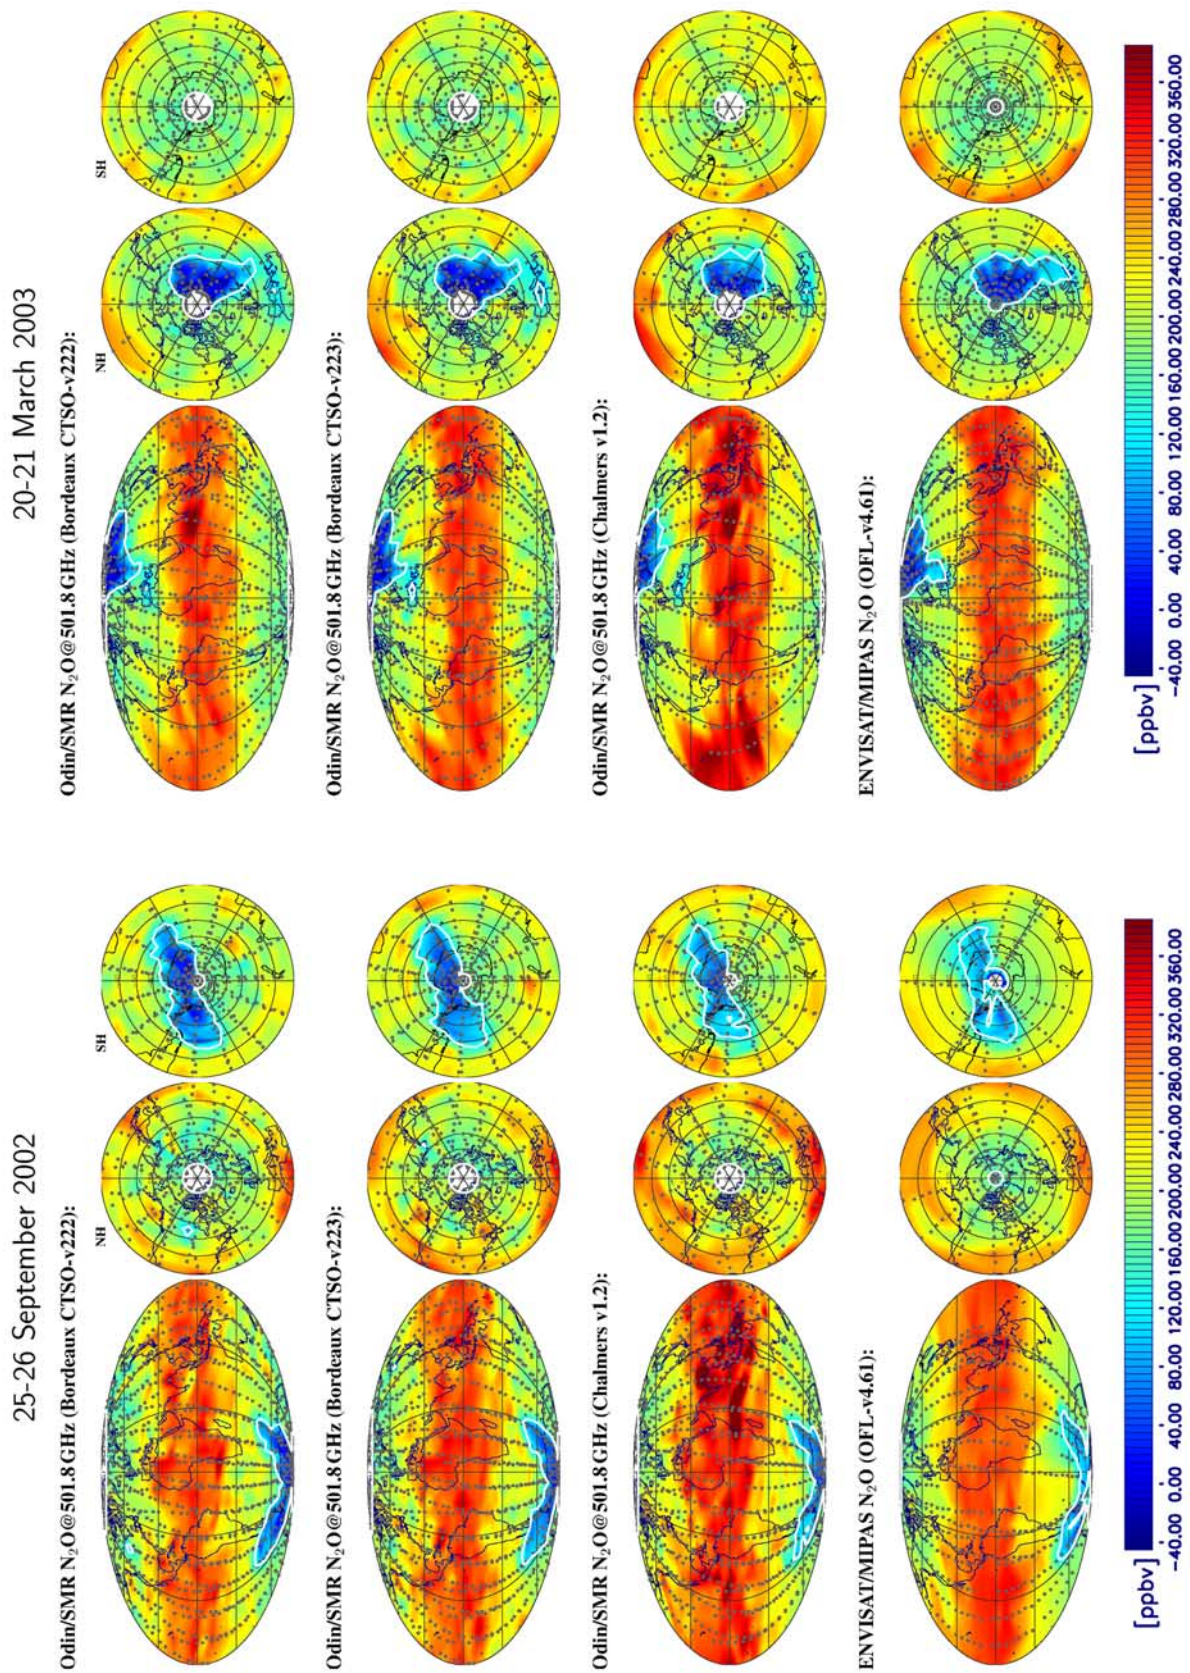 25-26 September 2002
Odin/SMR N₂O@501.8 GHz (Bordeaux CTSO-v222):
NH
SH
Odin/SMR N₂O@501.8 GHz (Bordeaux CTSO-v223):
Odin/SMR N₂O@501.8 GHz (Chalmers v1.2):
ENVISAT/MIPAS N₂O (OFL-v4.61):
[ppbv]
−40.00 0.00 40.00 80.00 120.00 160.00 200.00 240.00 280.00 320.00 360.00
20-21 March 2003
Odin/SMR N₂O@501.8 GHz (Bordeaux CTSO-v222):
NH
SH
Odin/SMR N₂O@501.8 GHz (Bordeaux CTSO-v223):
Odin/SMR N₂O@501.8 GHz (Chalmers v1.2):
ENVISAT/MIPAS N₂O (OFL-v4.61):
[ppbv]
−40.00 0.00 40.00 80.00 120.00 160.00 200.00 240.00 280.00 320.00 360.00